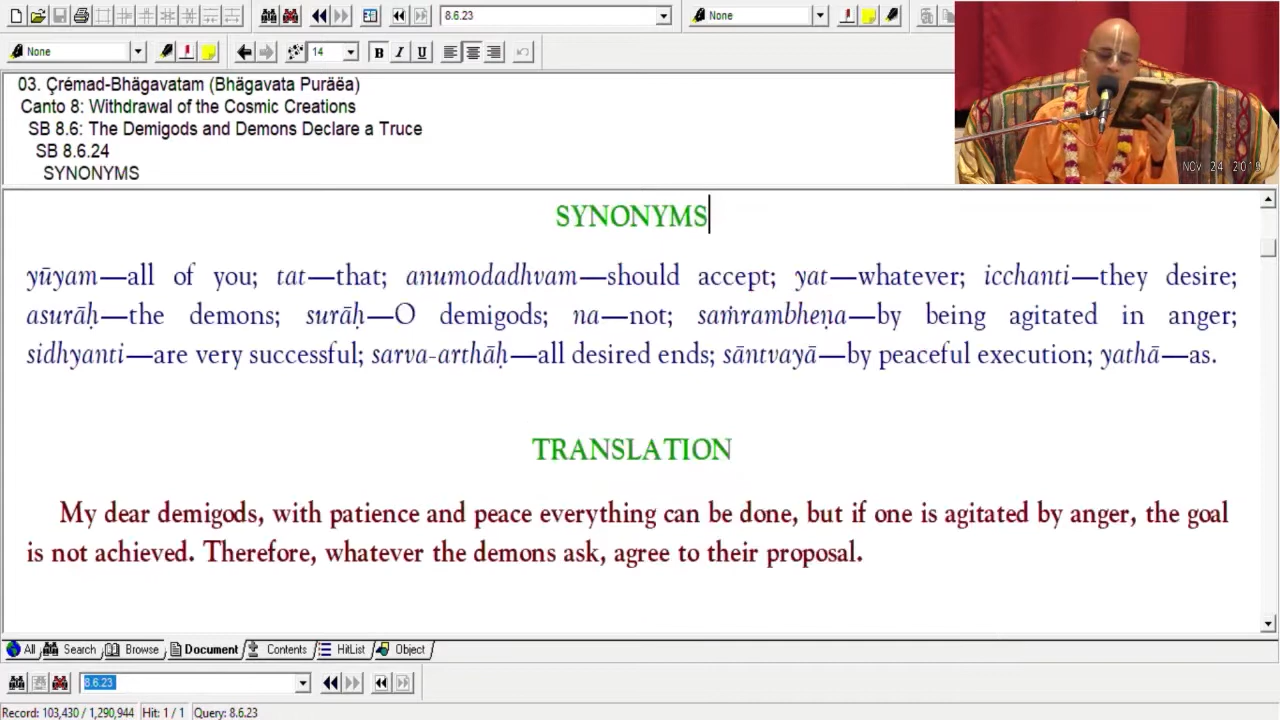 8.6.23
None
None
14
B I U
03. Çrémad-Bhägavatam (Bhägavata Puräëa)
Canto 8: Withdrawal of the Cosmic Creations
SB 8.6: The Demigods and Demons Declare a Truce
SB 8.6.24
SYNONYMS
NOV 24 2019
SYNONYMS
yūyam—all of you; tat—that; anumodadhvam—should accept; yat—whatever; icchanti—they desire;
asurāḥ—the demons; surāḥ—O demigods; na—not; saṁrambheṇa—by being agitated in anger;
sidhyanti—are very successful; sarva-arthāḥ—all desired ends; sāntvayā—by peaceful execution; yathā—as.
TRANSLATION
My dear demigods, with patience and peace everything can be done, but if one is agitated by anger, the goal
is not achieved. Therefore, whatever the demons ask, agree to their proposal.
All Search Browse Document Contents HitList Object
8.6.23
Record: 103,430 / 1,290,944 Hit: 1 / 1 Query: 8.6.23